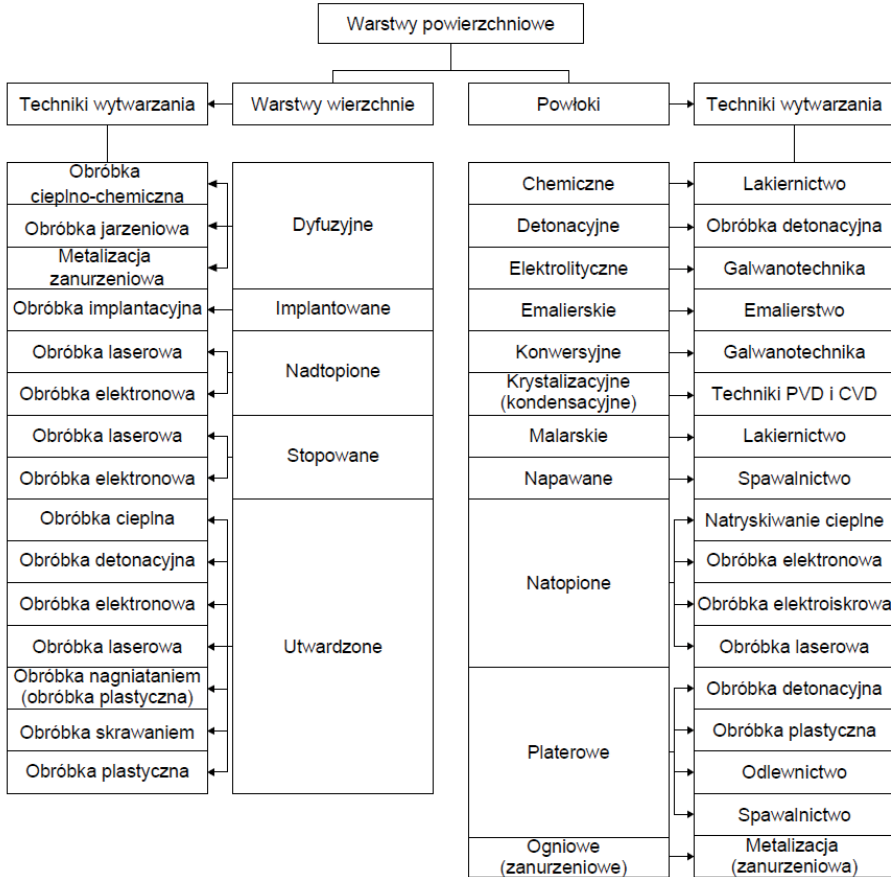 Warstwy powierzchniowe
Techniki wytwarzania
Warstwy wierzchnie
Powłoki
Techniki wytwarzania
Obróbka
cieplno-chemiczna
Obróbka jarzeniowa
Metalizacja
zanurzeniowa
Dyfuzyjne
Obróbka implantacyjna
Implantowane
Obróbka laserowa
Obróbka elektronowa
Nadtopione
Obróbka laserowa
Obróbka elektronowa
Stopowane
Obróbka cieplna
Obróbka detonacyjna
Obróbka elektronowa
Obróbka laserowa
Obróbka nagniataniem
(obróbka plastyczna)
Obróbka skrawaniem
Obróbka plastyczna
Utwardzone
Chemiczne
Lakiernictwo
Detonacyjne
Obróbka detonacyjna
Elektrolityczne
Galwanotechnika
Emalierskie
Emalierstwo
Konwersyjne
Galwanotechnika
Krystalizacyjne
(kondensacyjne)
Techniki PVD i CVD
Malarskie
Lakiernictwo
Napawane
Spawalnictwo
Natopione
Natryskiwanie cieplne
Obróbka elektronowa
Obróbka elektroiskrowa
Obróbka laserowa
Platerowe
Obróbka detonacyjna
Obróbka plastyczna
Odlewnictwo
Spawalnictwo
Ogniowe
(zanurzeniowe)
Metalizacja
(zanurzeniowa)